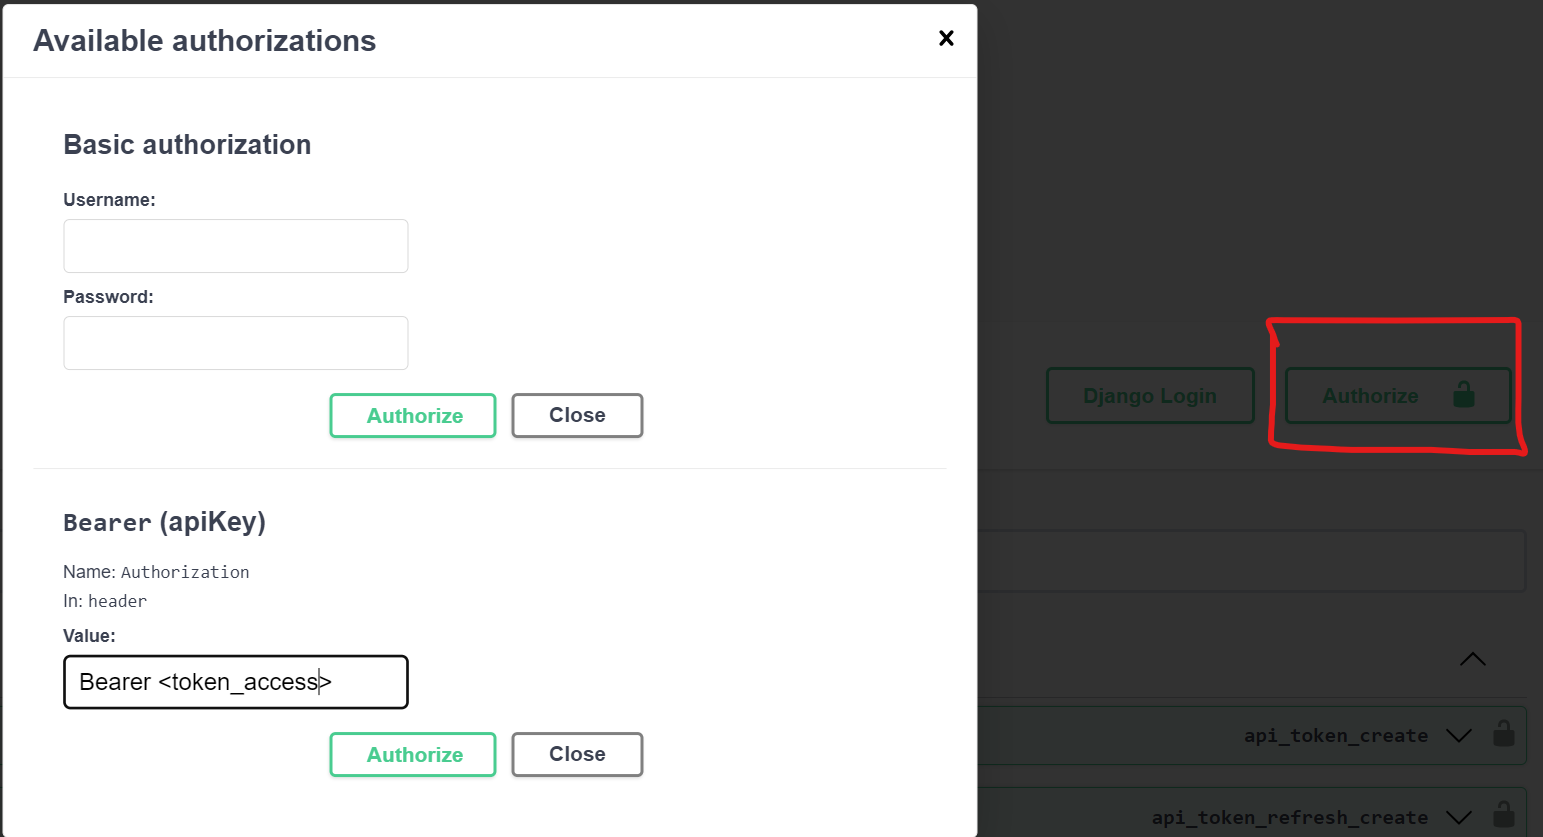 Available authorizations
Basic authorization
Username:
Password:
Authorize
Close
Bearer (apiKey)
Name: Authorization
In: header
Value:
Bearer <token_access>
Authorize
Close
Django Login
Authorize
api_token_create
api_token_refresh_create